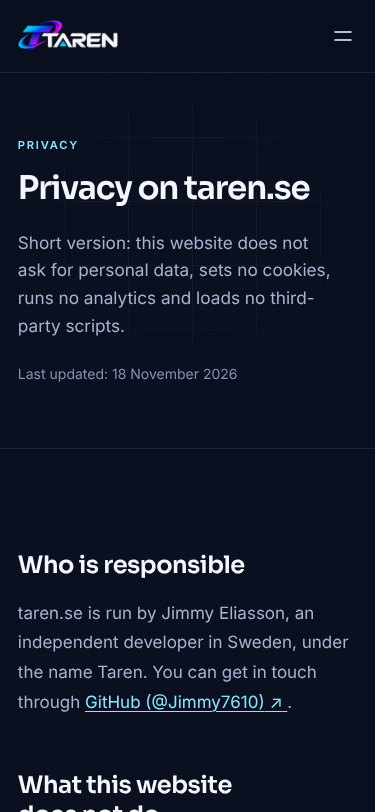 TAREN
PRIVACY
Privacy on taren.se
Short version: this website does not
ask for personal data, sets no cookies,
runs no analytics and loads no third-
party scripts.
Last updated: 18 November 2026
Who is responsible
taren.se is run by Jimmy Eliasson, an
independent developer in Sweden, under
the name Taren. You can get in touch
through GitHub (@Jimmy7610) ↗ .
What this website
does not do